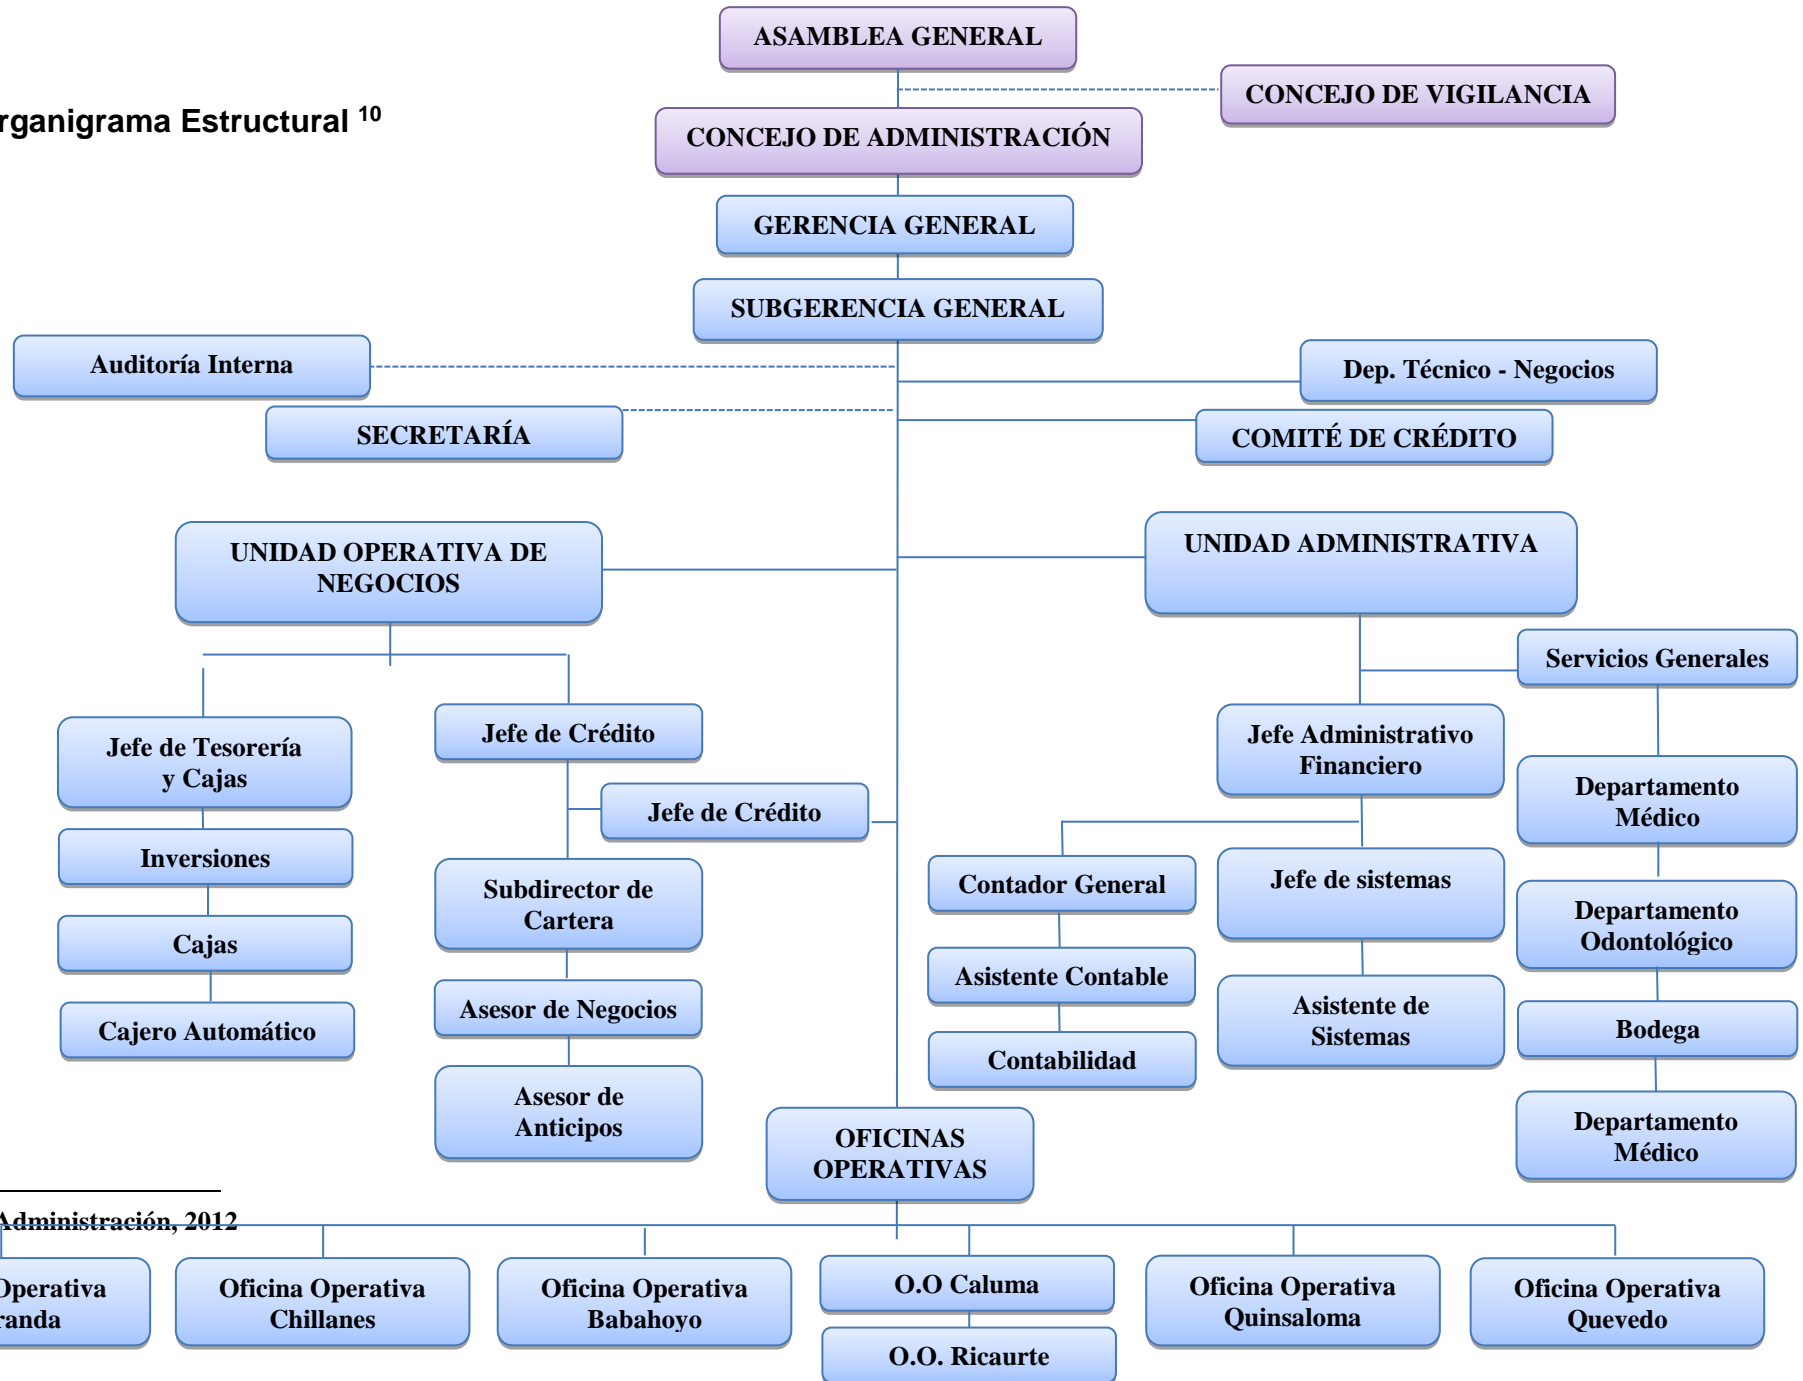 ASAMBLEA GENERAL
CONCEJO DE VIGILANCIA
rganigrama Estructural 10
CONCEJO DE ADMINISTRACIÓN
GERENCIA GENERAL
SUBGERENCIA GENERAL
Auditoría Interna
Dep. Técnico - Negocios
SECRETARÍA
COMITÉ DE CRÉDITO
UNIDAD OPERATIVA DE
NEGOCIOS
UNIDAD ADMINISTRATIVA
Servicios Generales
Jefe de Tesorería
y Cajas
Jefe de Crédito
Jefe Administrativo
Financiero
Departamento
Médico
Jefe de Crédito
Inversiones
Subdirector de
Cartera
Contador General
Jefe de sistemas
Departamento
Odontológico
Cajas
Asistente Contable
Asesor de Negocios
Asistente de
Sistemas
Bodega
Cajero Automático
Contabilidad
Asesor de
Anticipos
Departamento
Médico
OFICINAS
OPERATIVAS
Administración, 2012
Operativa
randa
Oficina Operativa
Chillanes
Oficina Operativa
Babahoyo
O.O Caluma
O.O. Ricaurte
Oficina Operativa
Quinsaloma
Oficina Operativa
Quevedo